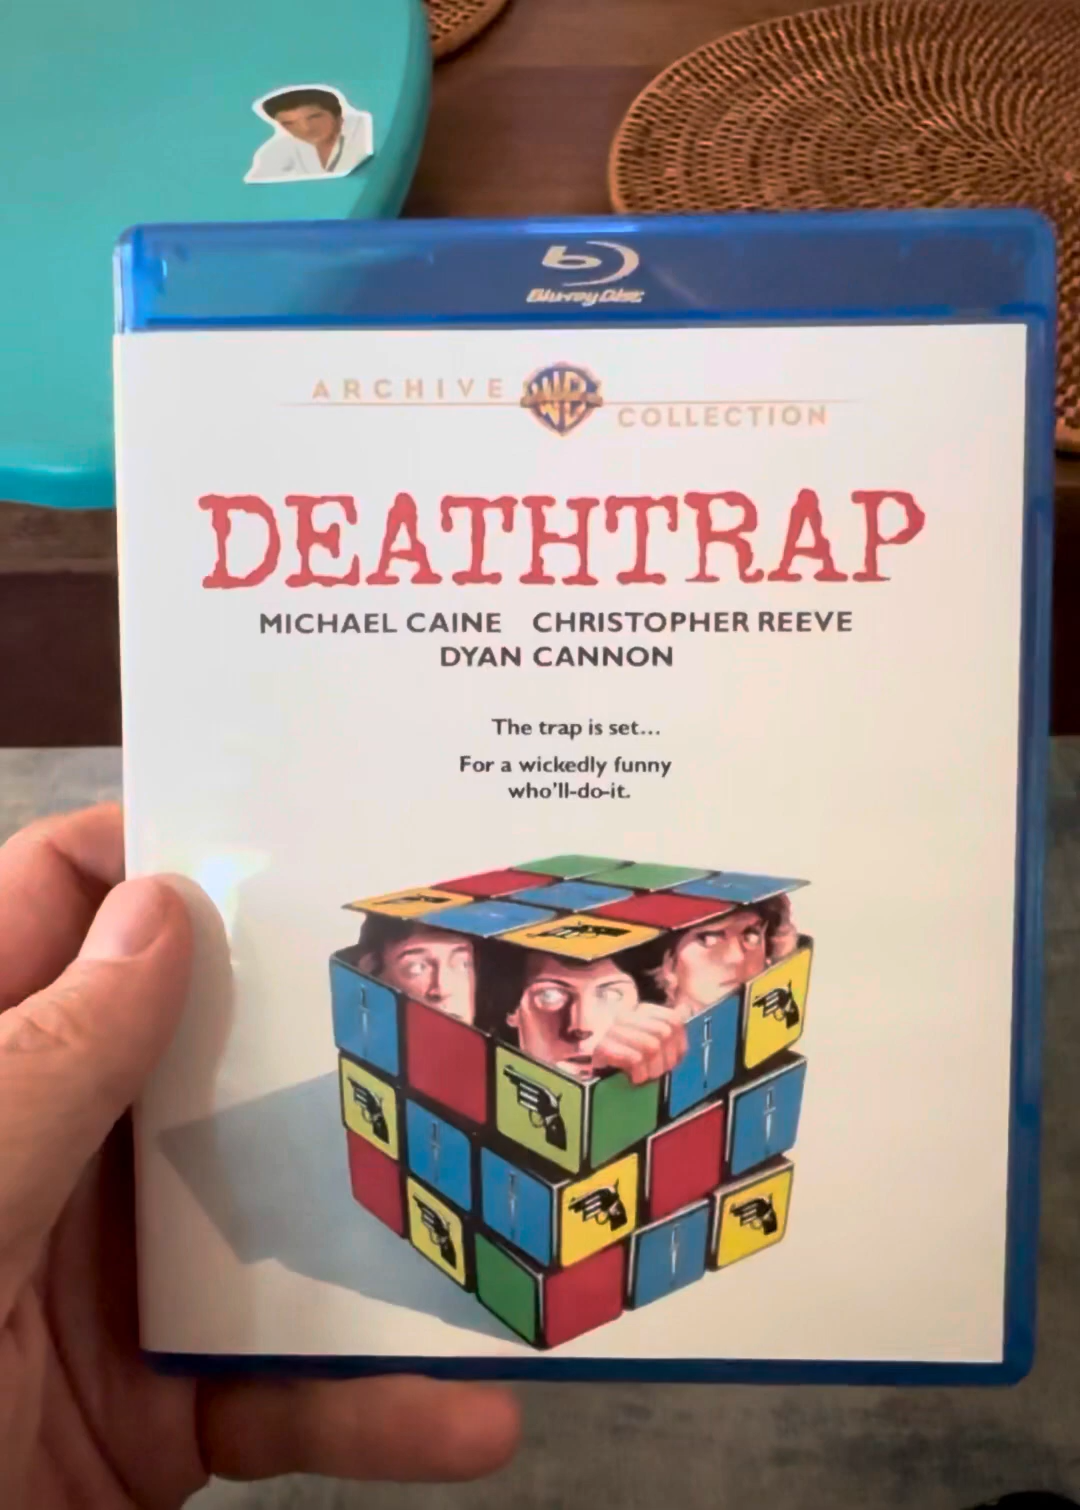 Blu-ray Disc
ARCHIVE WB COLLECTION
DEATHTRAP
MICHAEL CAINE CHRISTOPHER REEVE
DYAN CANNON
The trap is set...
For a wickedly funny
who'll-do-it.